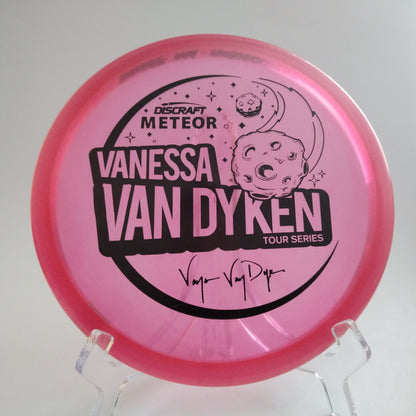 DISCRAFT
METEOR
VANESSA
VAN DYKEN
TOUR SERIES